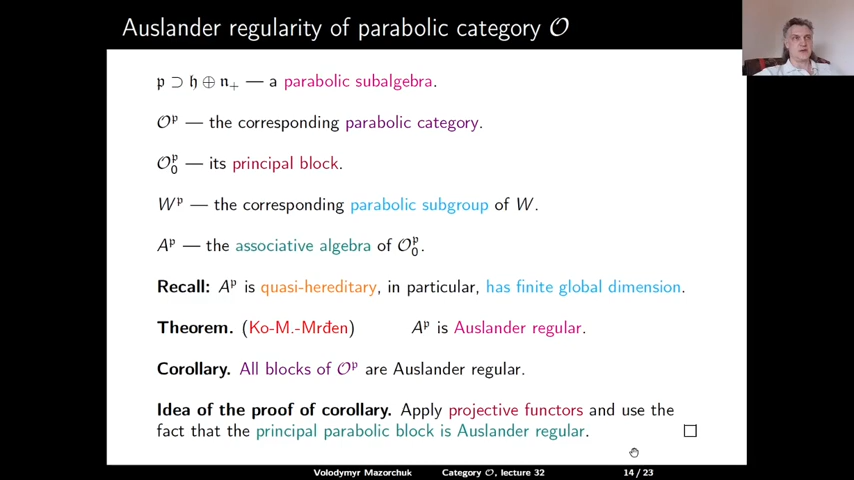 Auslander regularity of parabolic category 𝒪
𝔭 ⊃ 𝔥 ⊕ 𝔫₊ — a parabolic subalgebra.
𝒪^𝔭 — the corresponding parabolic category.
𝒪₀^𝔭 — its principal block.
W^𝔭 — the corresponding parabolic subgroup of W.
A^𝔭 — the associative algebra of 𝒪₀^𝔭.
Recall: A^𝔭 is quasi-hereditary, in particular, has finite global dimension.
Theorem. (Ko-M.-Mrđen) A^𝔭 is Auslander regular.
Corollary. All blocks of 𝒪^𝔭 are Auslander regular.
Idea of the proof of corollary. Apply projective functors and use the
fact that the principal parabolic block is Auslander regular. □
Volodymyr Mazorchuk Category 𝒪, lecture 32 14 / 23